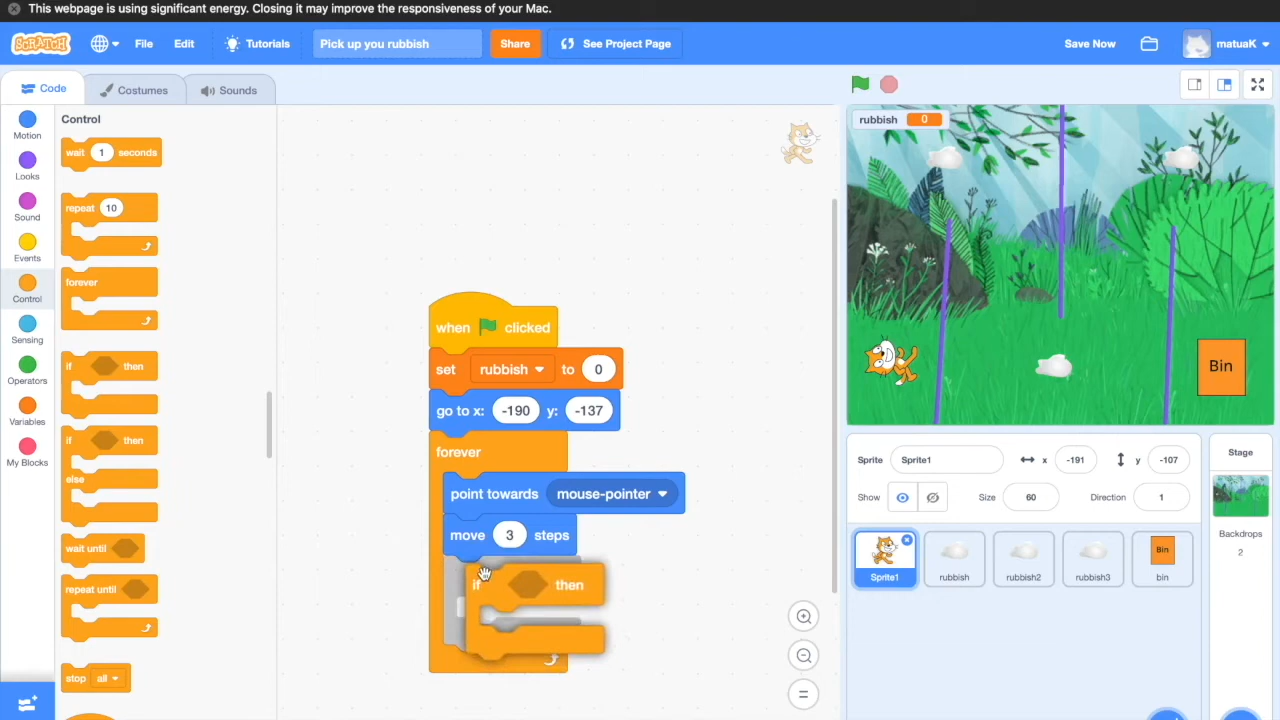 This webpage is using significant energy. Closing it may improve the responsiveness of your Mac.
SCRATCH File Edit Tutorials Pick up you rubbish Share See Project Page Save Now matuaK
Code Costumes Sounds
Motion
Looks
Sound
Events
Control
Sensing
Operators
Variables
My Blocks
Control
wait 1 seconds
repeat 10
forever
if then
if then
else
wait until
repeat until
stop all
when clicked
set rubbish to 0
go to x: -190 y: -137
forever
point towards mouse-pointer
move 3 steps
if then
rubbish 0
Bin
Sprite Sprite1 x -191 y -107
Show Size 60 Direction 1
Bin
Sprite1 rubbish rubbish2 rubbish3 bin
Stage
Backdrops
2